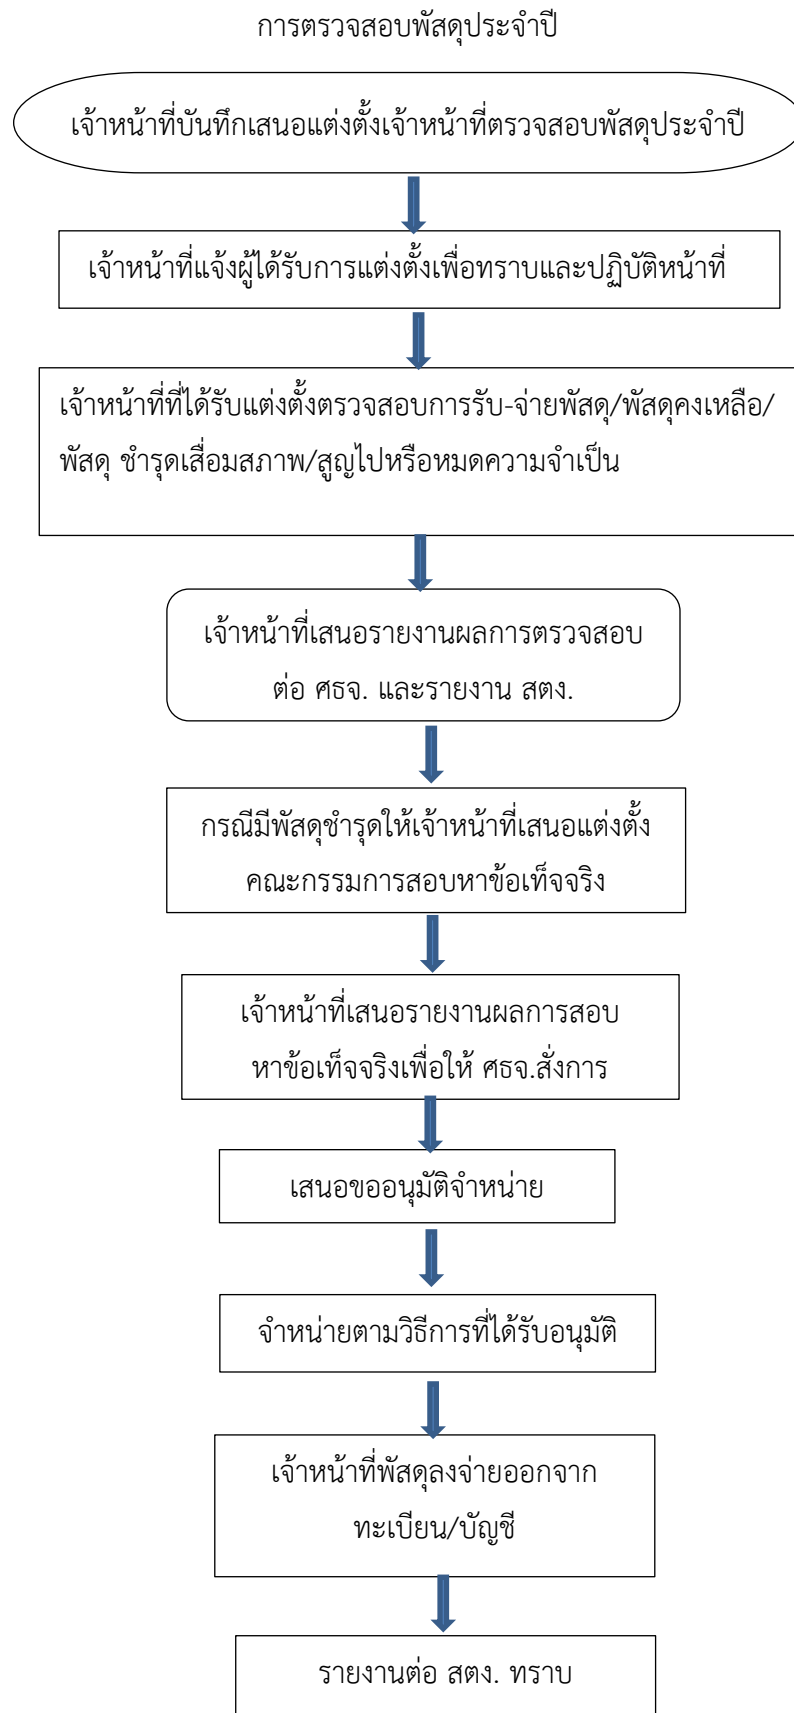 การตรวจสอบพัสดุประจำปี
เจ้าหน้าที่บันทึกเสนอแต่งตั้งเจ้าหน้าที่ตรวจสอบพัสดุประจำปี
เจ้าหน้าที่แจ้งผู้ได้รับการแต่งตั้งเพื่อทราบและปฏิบัติหน้าที่
เจ้าหน้าที่ที่ได้รับแต่งตั้งตรวจสอบการรับ-จ่ายพัสดุ/พัสดุคงเหลือ/
พัสดุ ชำรุดเสื่อมสภาพ/สูญไปหรือหมดความจำเป็น
เจ้าหน้าที่เสนอรายงานผลการตรวจสอบ
ต่อ ศธจ. และรายงาน สตง.
กรณีมีพัสดุชำรุดให้เจ้าหน้าที่เสนอแต่งตั้ง
คณะกรรมการสอบหาข้อเท็จจริง
เจ้าหน้าที่เสนอรายงานผลการสอบ
หาข้อเท็จจริงเพื่อให้ ศธจ.สั่งการ
เสนอขออนุมัติจำหน่าย
จำหน่ายตามวิธีการที่ได้รับอนุมัติ
เจ้าหน้าที่พัสดุลงจ่ายออกจาก
ทะเบียน/บัญชี
รายงานต่อ สตง. ทราบ